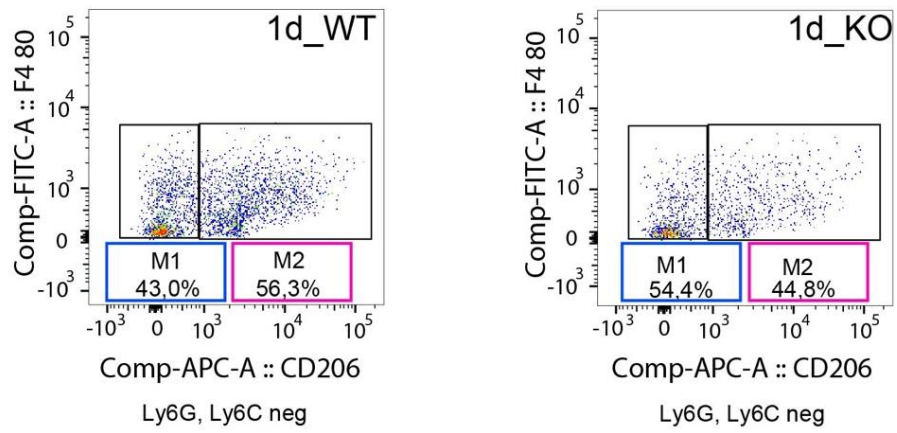 1d_WT
Comp-FITC-A :: F4 80
10^5
10^4
10^3
0
-10^3
M1
43,0%
M2
56,3%
-10^3 0 10^3 10^4 10^5
Comp-APC-A :: CD206
Ly6G, Ly6C neg
1d_KO
Comp-FITC-A :: F4 80
10^5
10^4
10^3
0
-10^3
M1
54,4%
M2
44,8%
-10^3 0 10^3 10^4 10^5
Comp-APC-A :: CD206
Ly6G, Ly6C neg